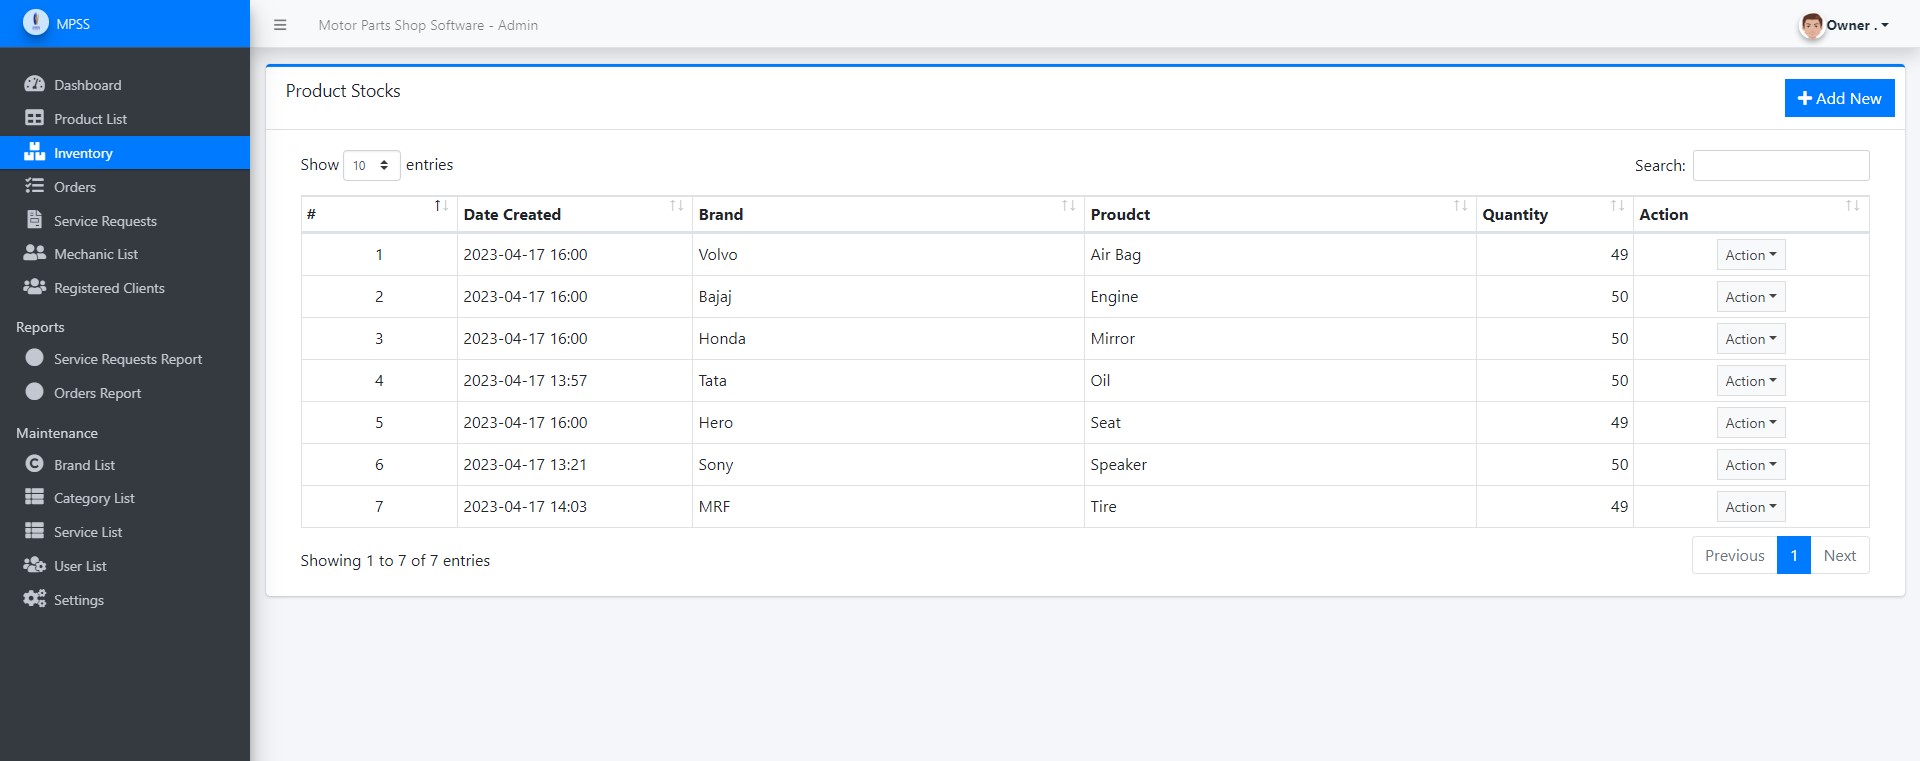 MPSS
Motor Parts Shop Software - Admin
Owner .
Dashboard
Product List
Inventory
Orders
Service Requests
Mechanic List
Registered Clients
Reports
Service Requests Report
Orders Report
Maintenance
Brand List
Category List
Service List
User List
Settings
Product Stocks
Add New
Show 10 entries
Search:
# Date Created Brand Proudct Quantity Action
1 2023-04-17 16:00 Volvo Air Bag 49 Action
2 2023-04-17 16:00 Bajaj Engine 50 Action
3 2023-04-17 16:00 Honda Mirror 50 Action
4 2023-04-17 13:57 Tata Oil 50 Action
5 2023-04-17 16:00 Hero Seat 49 Action
6 2023-04-17 13:21 Sony Speaker 50 Action
7 2023-04-17 14:03 MRF Tire 49 Action
Showing 1 to 7 of 7 entries
Previous 1 Next